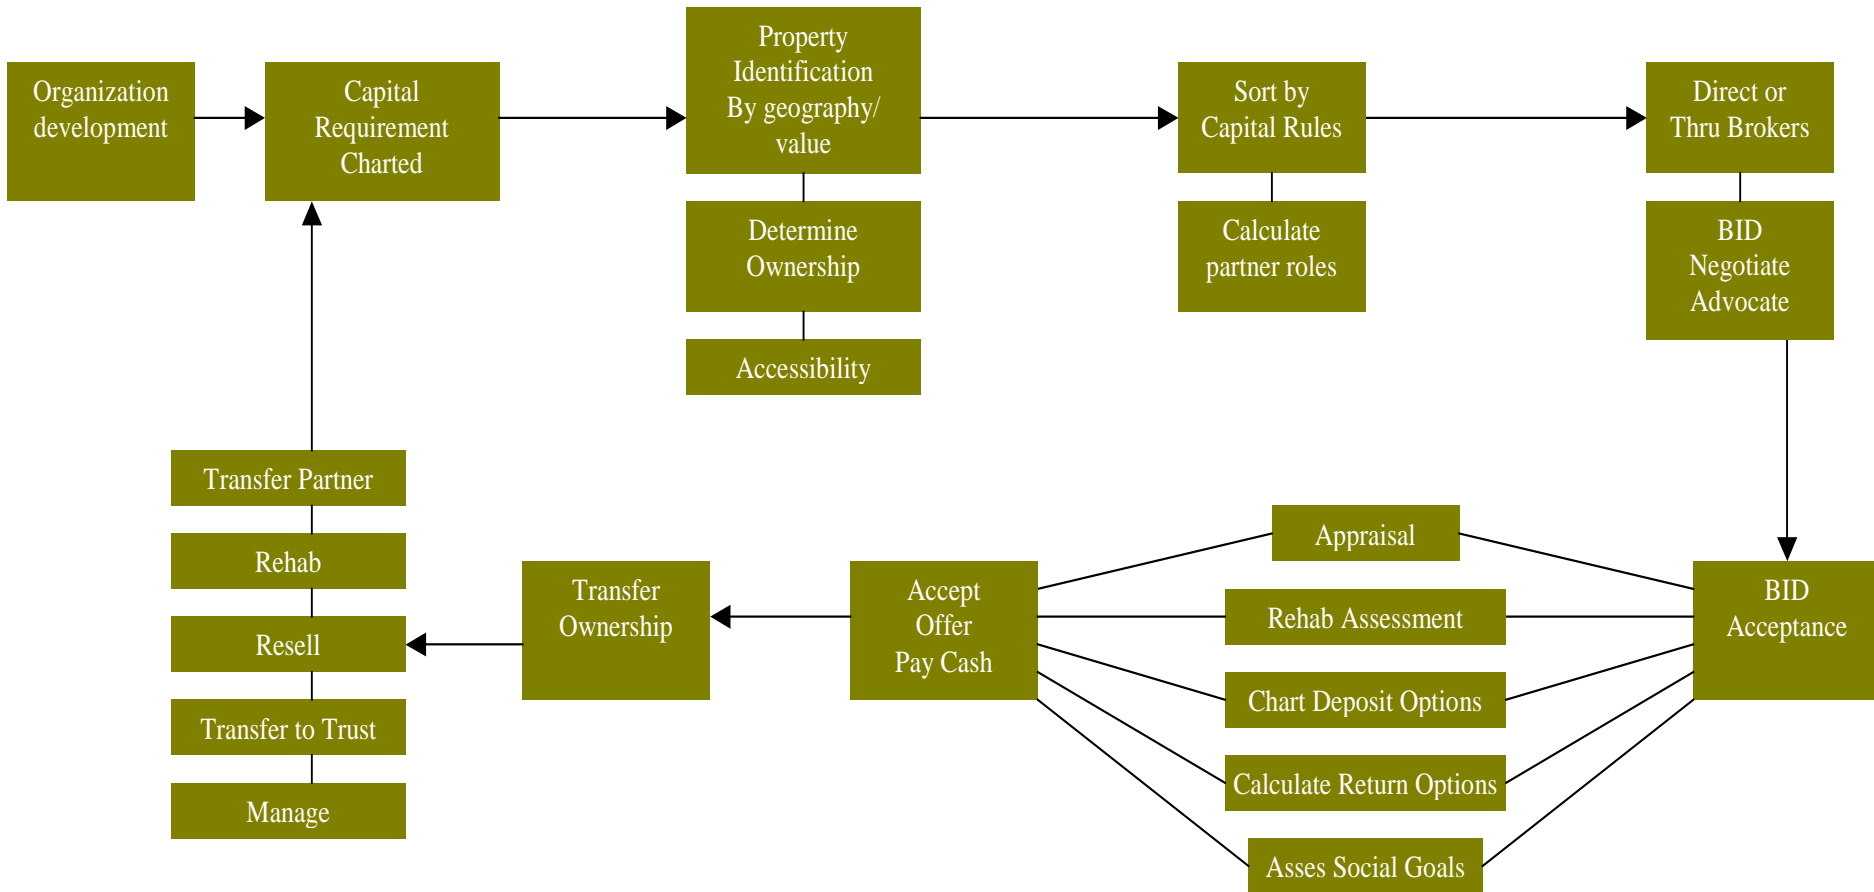 Organization
development
Capital
Requirement
Charted
Property
Identification
By geography/
value
Sort by
Capital Rules
Direct or
Thru Brokers
Determine
Ownership
Accessibility
Calculate
partner roles
BID
Negotiate
Advocate
Transfer Partner
Rehab
Resell
Transfer to Trust
Manage
Transfer
Ownership
Accept
Offer
Pay Cash
Appraisal
Rehab Assessment
Chart Deposit Options
Calculate Return Options
Asses Social Goals
BID
Acceptance